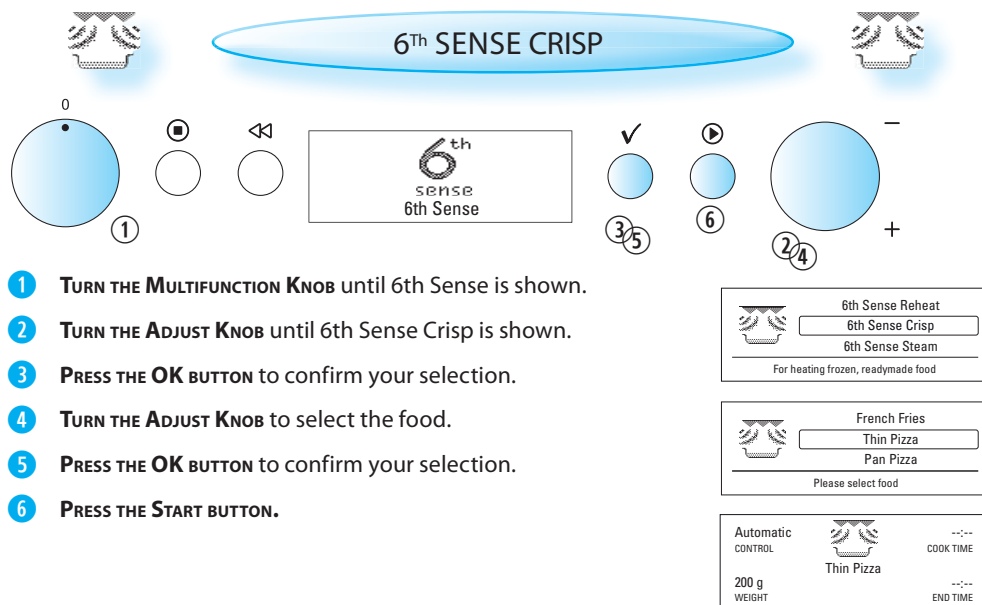 6Th SENSE CRISP
0
6th
sense
6th Sense
−
+
1
3
5
6
2
4
1 Turn the Multifunction Knob until 6th Sense is shown.
2 Turn the Adjust Knob until 6th Sense Crisp is shown.
3 Press the OK button to confirm your selection.
4 Turn the Adjust Knob to select the food.
5 Press the OK button to confirm your selection.
6 Press the Start button.
6th Sense Reheat
6th Sense Crisp
6th Sense Steam
For heating frozen, readymade food
French Fries
Thin Pizza
Pan Pizza
Please select food
Automatic --:--
CONTROL COOK TIME
Thin Pizza
200 g --:--
WEIGHT END TIME